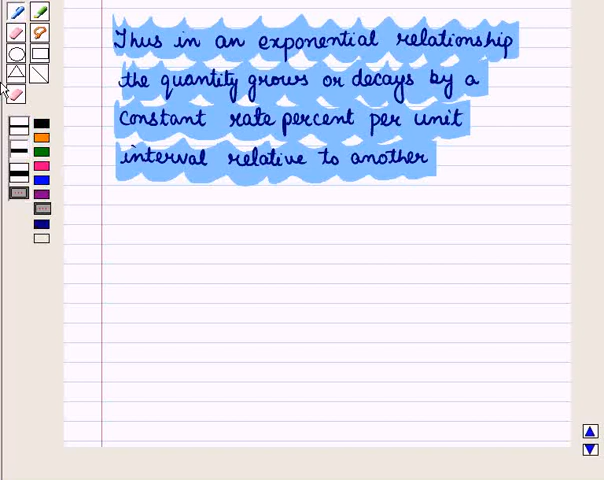 Thus in an exponential relationship
the quantity grows or decays by a
constant rate percent per unit
interval relative to another